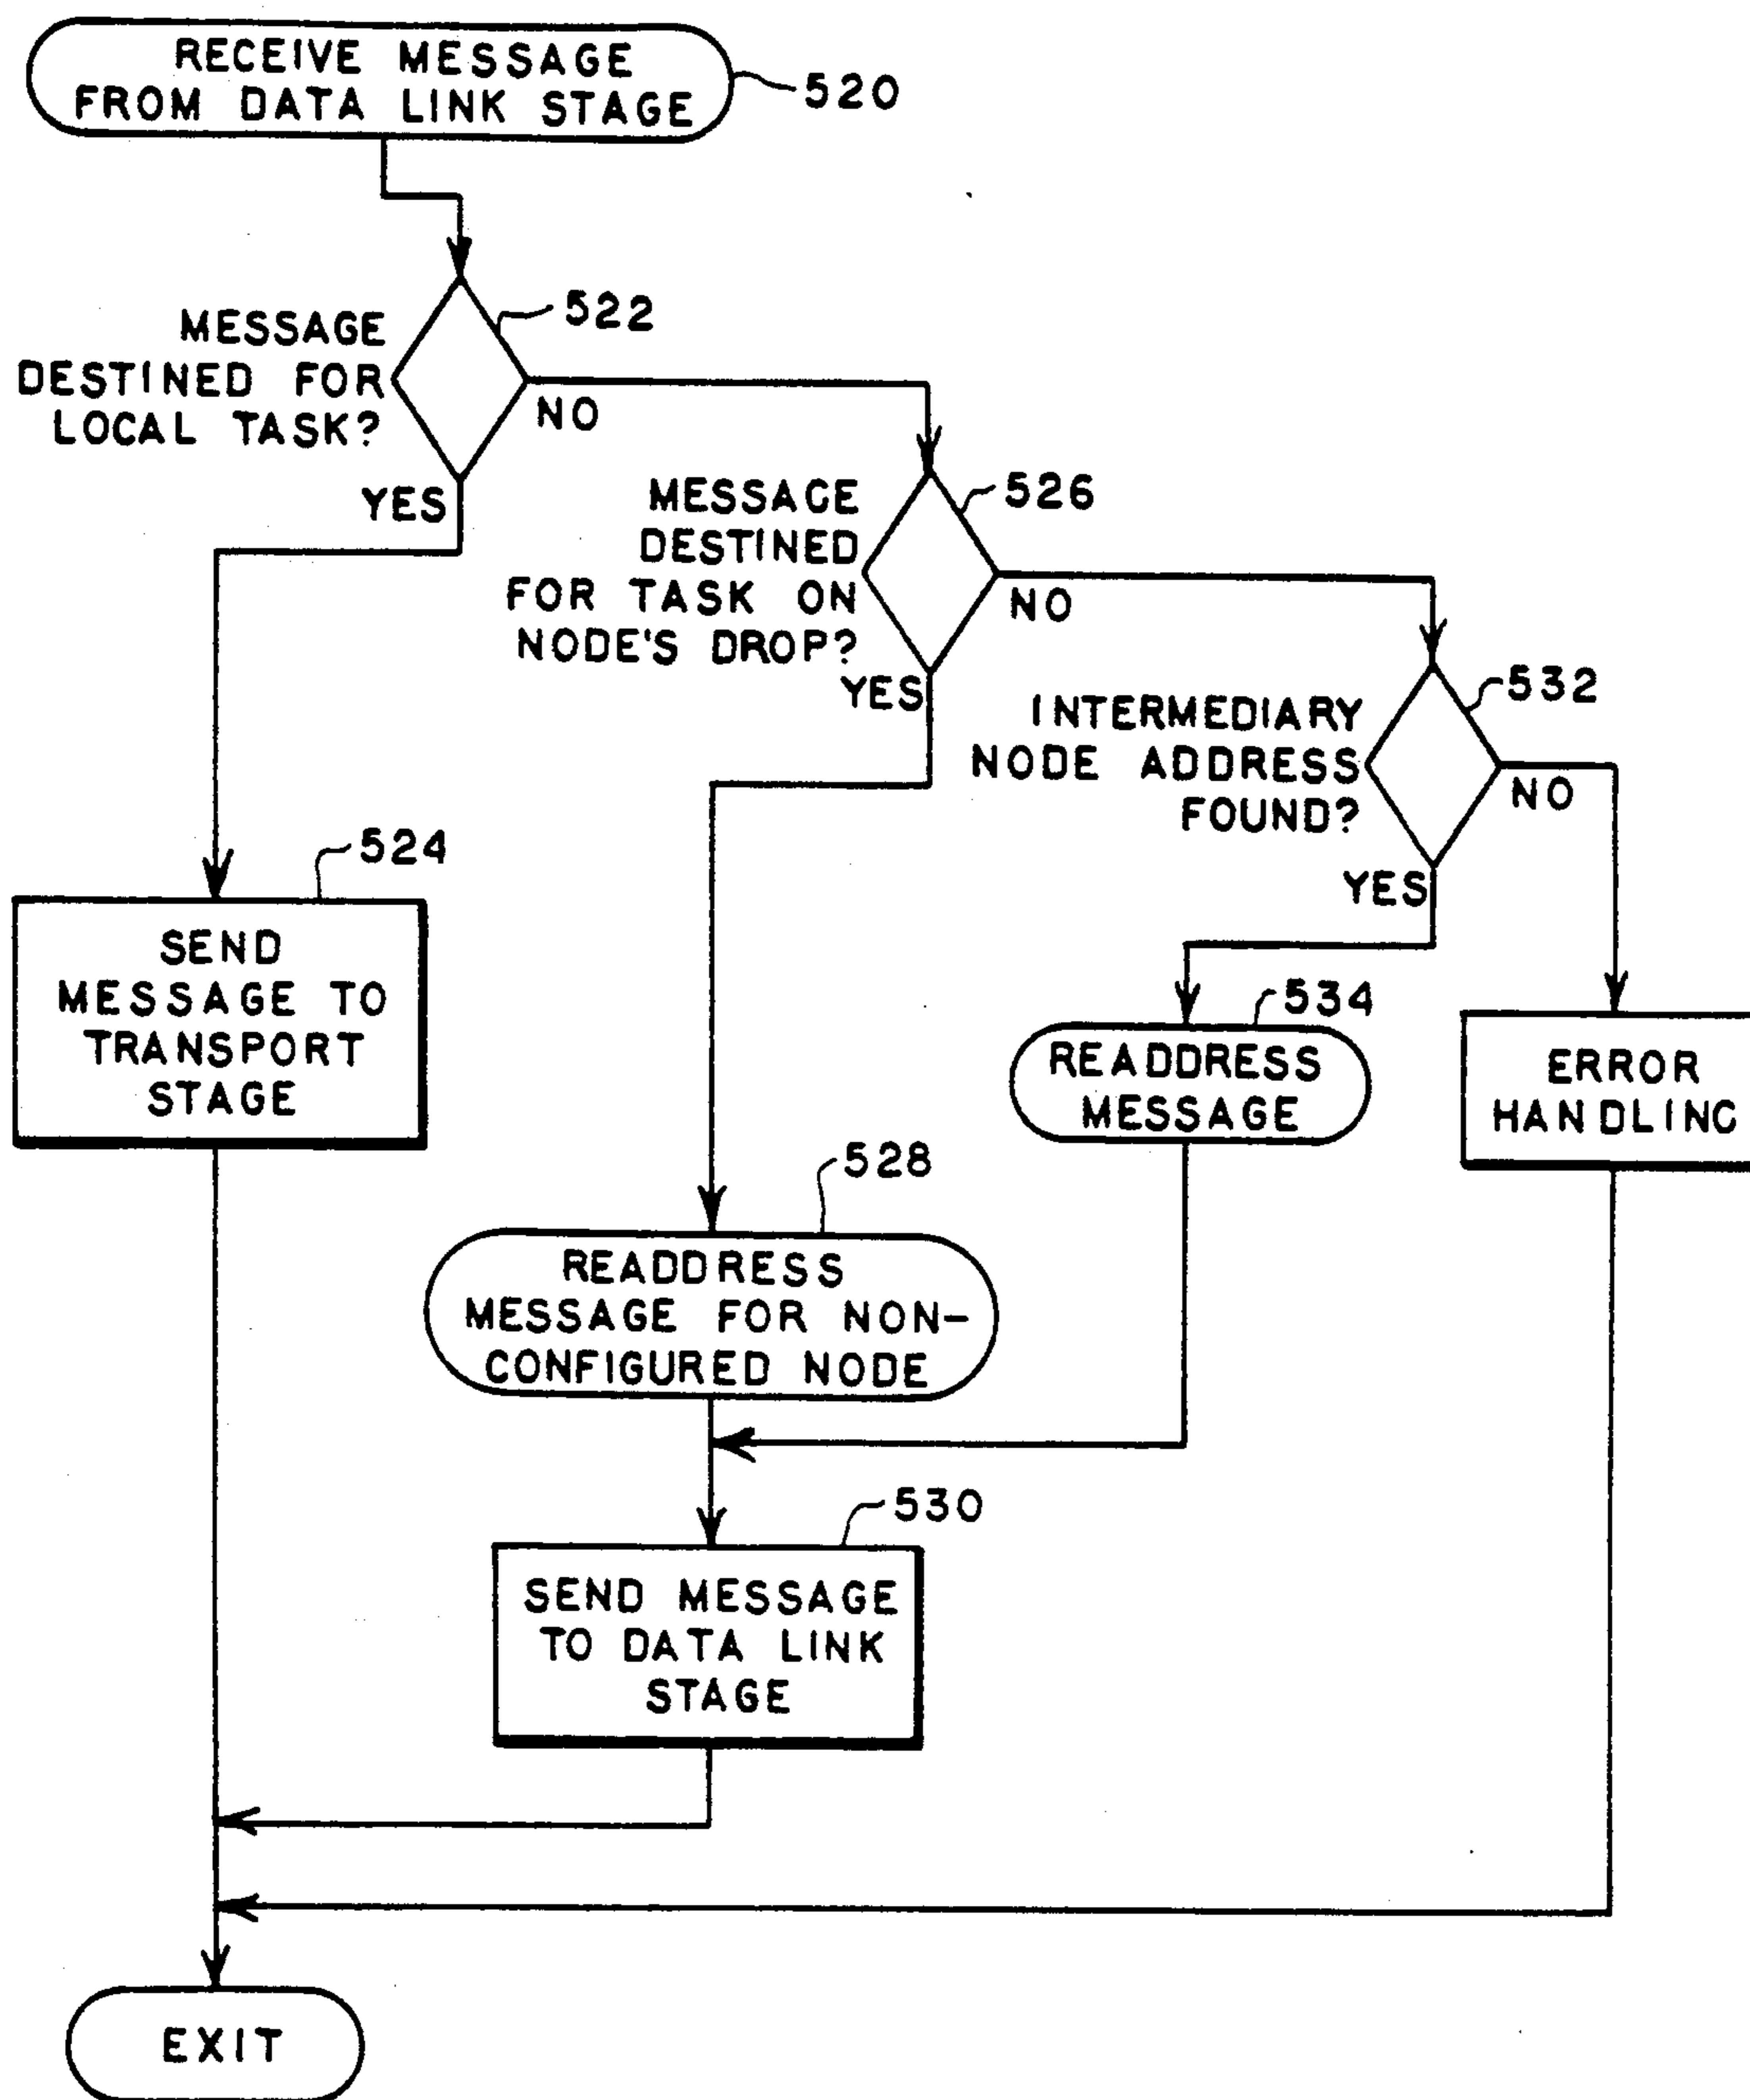 RECEIVE MESSAGE
FROM DATA LINK STAGE
520
522
MESSAGE
DESTINED FOR
LOCAL TASK?
NO
YES
526
MESSAGE
DESTINED
FOR TASK ON
NODE'S DROP?
NO
YES
532
INTERMEDIARY
NODE ADDRESS
FOUND?
NO
YES
524
SEND
MESSAGE TO
TRANSPORT
STAGE
534
READDRESS
MESSAGE
ERROR
HANDLING
528
READDRESS
MESSAGE FOR NON-
CONFIGURED NODE
530
SEND MESSAGE
TO DATA LINK
STAGE
EXIT